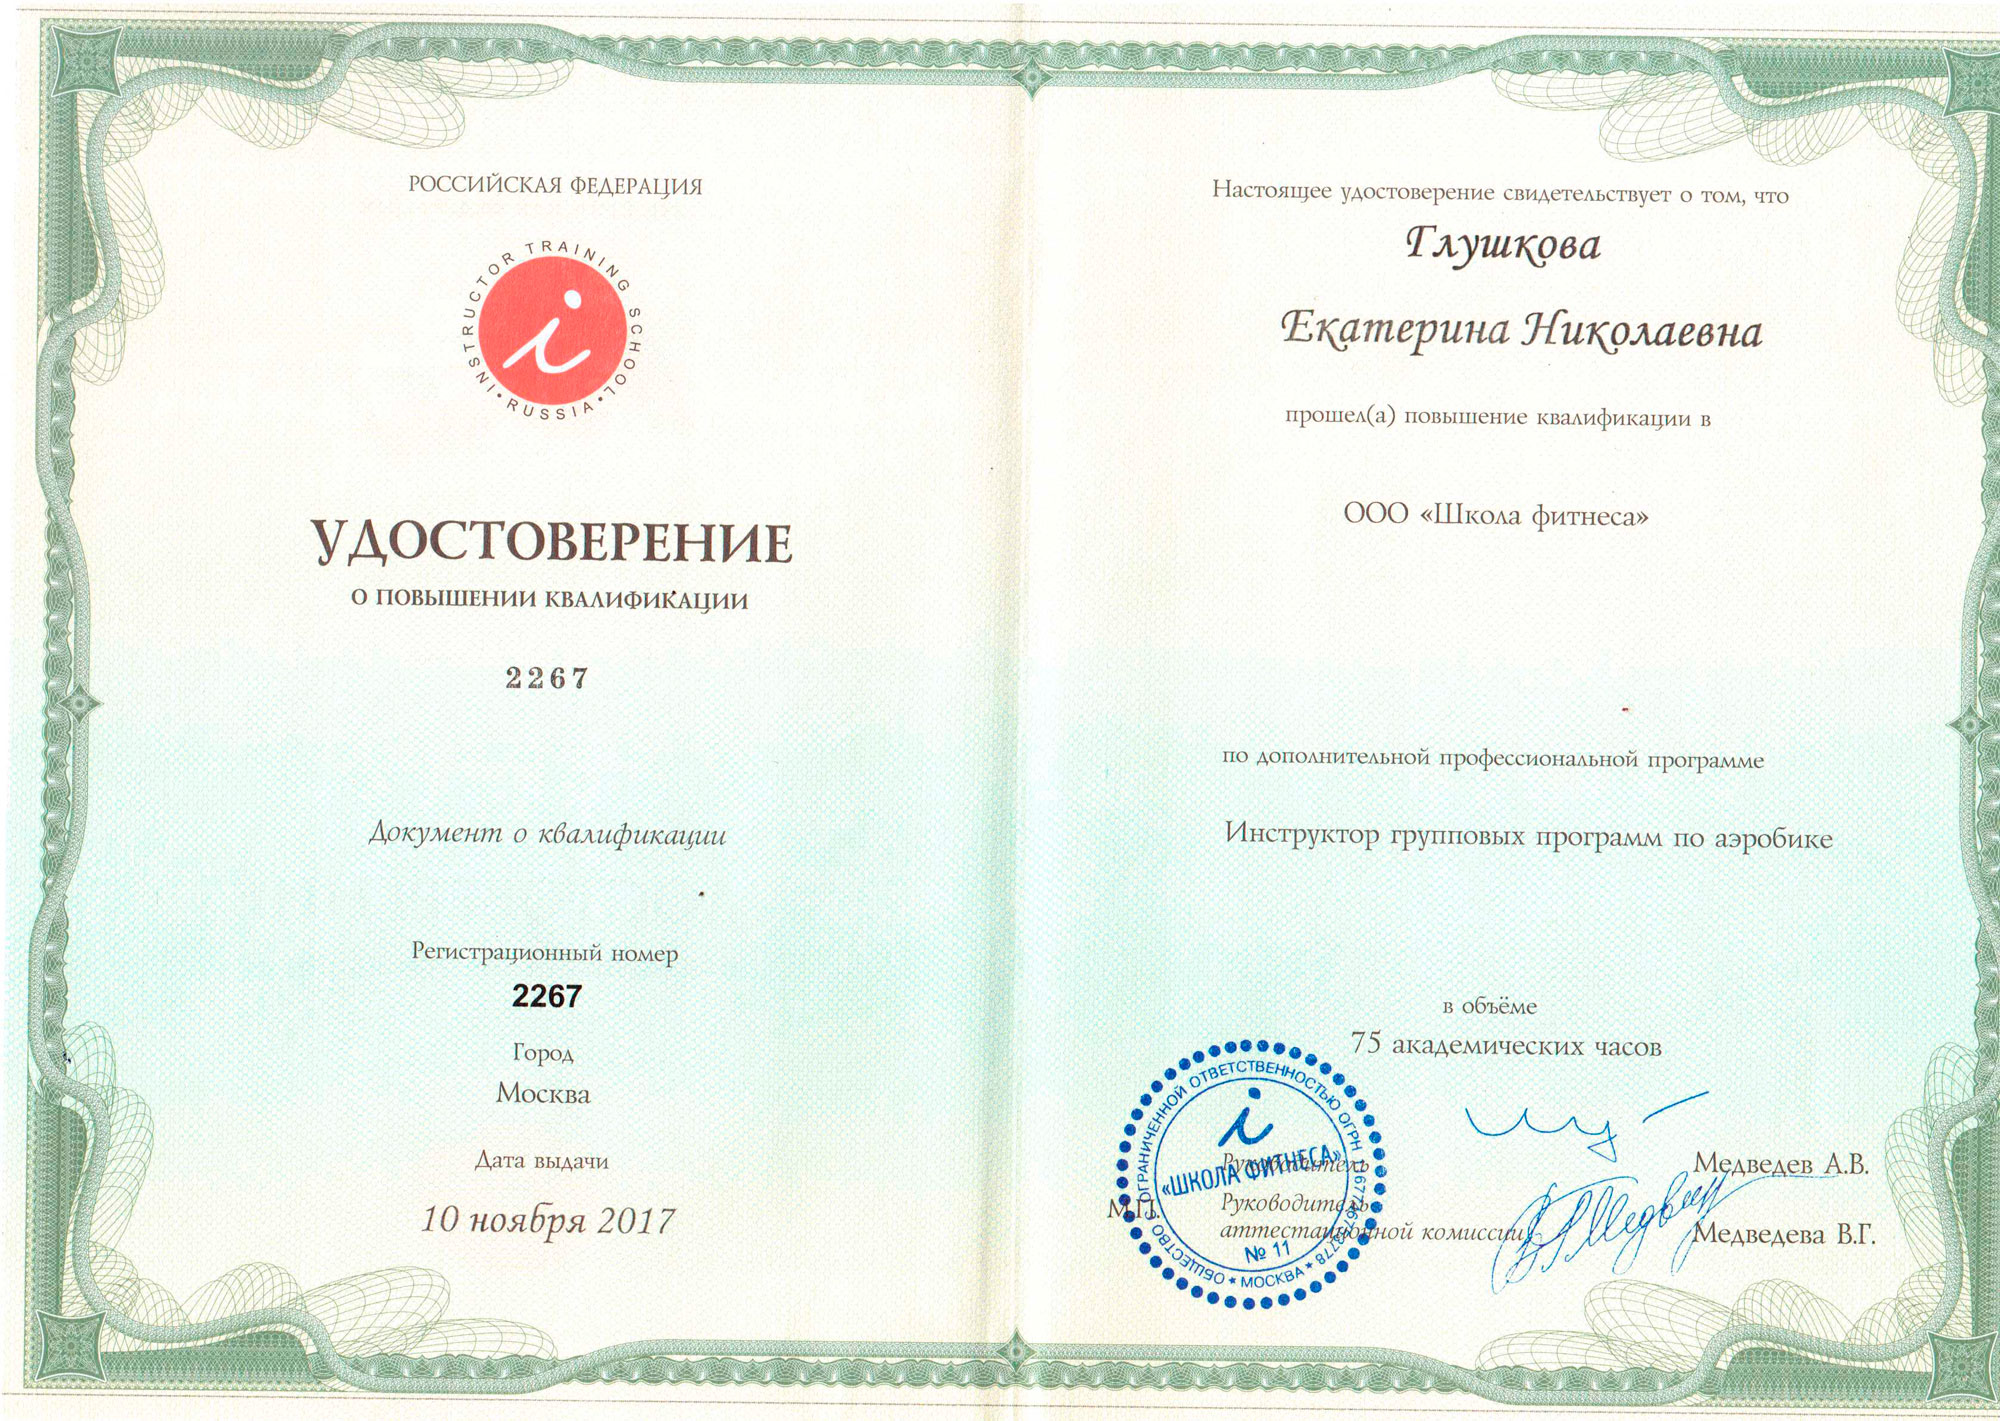 РОССИЙСКАЯ ФЕДЕРАЦИЯ
INSTRUCTOR TRAINING SCHOOL
• RUSSIA •
УДОСТОВЕРЕНИЕ
О ПОВЫШЕНИИ КВАЛИФИКАЦИИ
2267
Документ о квалификации
Регистрационный номер
2267
Город
Москва
Дата выдачи
10 ноября 2017
Настоящее удостоверение свидетельствует о том, что
Глушкова
Екатерина Николаевна
прошел(а) повышение квалификации в
ООО «Школа фитнеса»
по дополнительной профессиональной программе
Инструктор групповых программ по аэробике
в объёме
75 академических часов
Руководитель
Медведев А.В.
М.П.
Руководитель
аттестационной комиссии
Медведева В.Г.
ОБЩЕСТВО С ОГРАНИЧЕННОЙ ОТВЕТСТВЕННОСТЬЮ ОГРН
«ШКОЛА ФИТНЕСА»
№ 11
* МОСКВА *